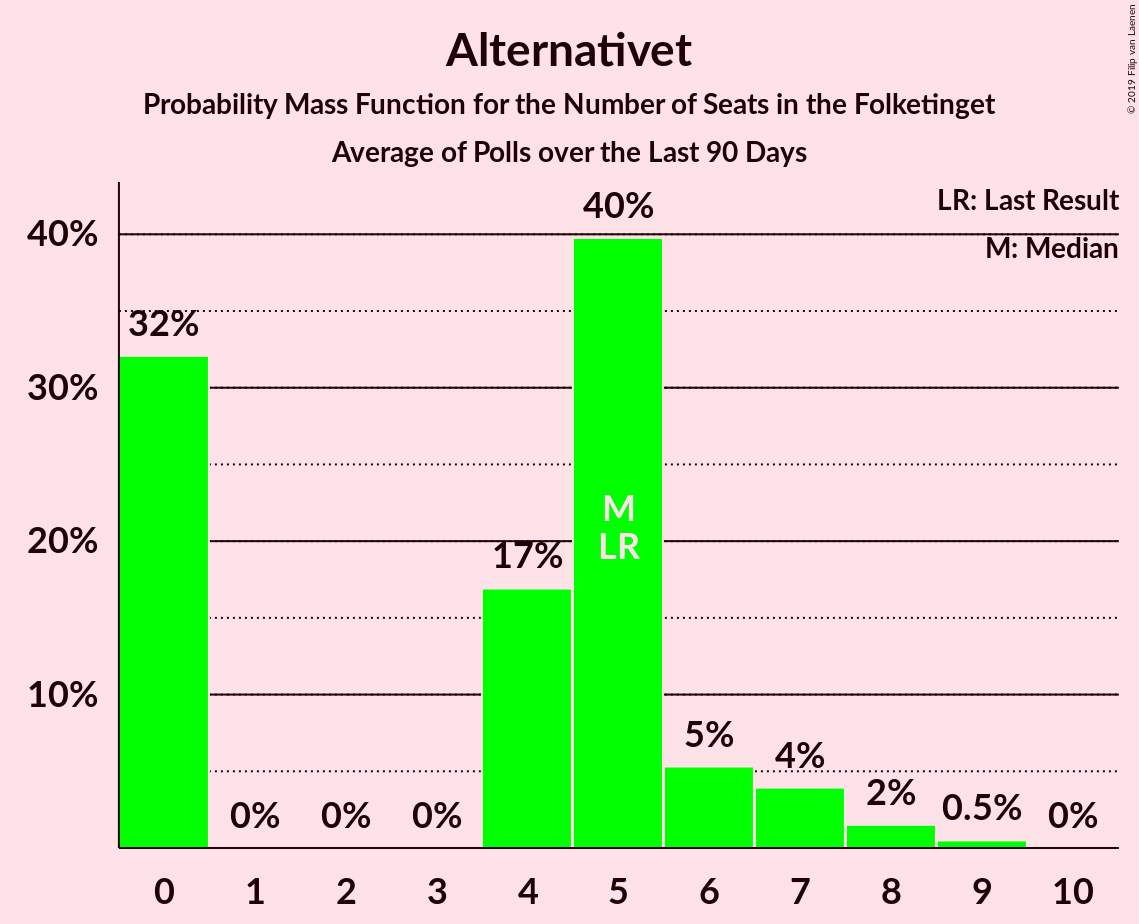 Alternativet
Probability Mass Function for the Number of Seats in the Folketinget
Average of Polls over the Last 90 Days
© 2019 Filip van Laenen
LR: Last Result
M: Median
40%
30%
20%
10%
32%
0%
0%
0%
17%
40%
M
LR
5%
4%
2%
0.5%
0%
0 1 2 3 4 5 6 7 8 9 10